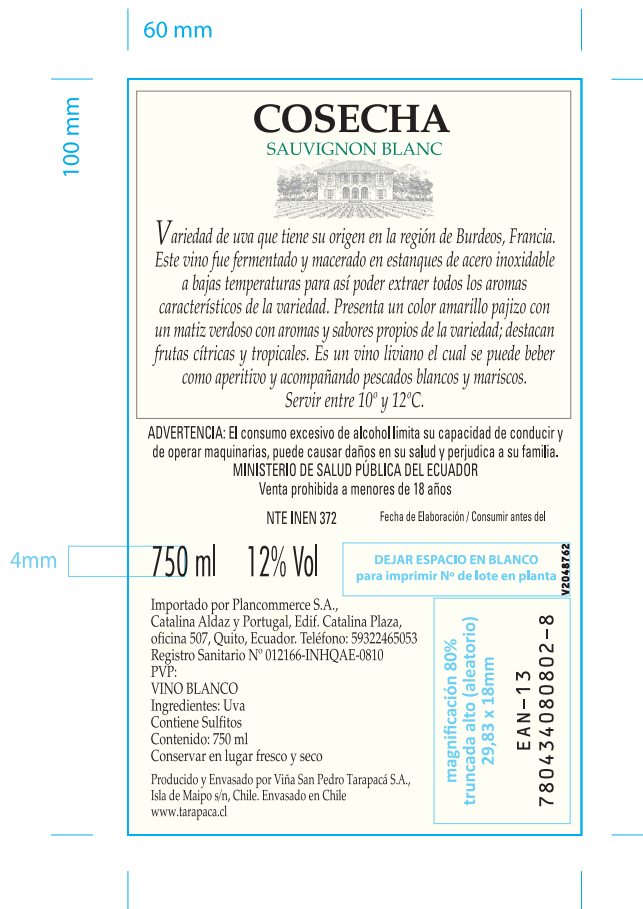 60 mm
100 mm
COSECHA
SAUVIGNON BLANC
Variedad de uva que tiene su origen en la región de Burdeos, Francia.
Este vino fue fermentado y macerado en estanques de acero inoxidable
a bajas temperaturas para así poder extraer todos los aromas
característicos de la variedad. Presenta un color amarillo pajizo con
un matiz verdoso con aromas y sabores propios de la variedad; destacan
frutas cítricas y tropicales. Es un vino liviano el cual se puede beber
como aperitivo y acompañando pescados blancos y mariscos.
Servir entre 10º y 12ºC.
ADVERTENCIA: El consumo excesivo de alcohol limita su capacidad de conducir y
de operar maquinarias, puede causar daños en su salud y perjudica a su familia.
MINISTERIO DE SALUD PÚBLICA DEL ECUADOR
Venta prohibida a menores de 18 años
NTE INEN 372 Fecha de Elaboración / Consumir antes del
4mm
750 ml 12% Vol
DEJAR ESPACIO EN BLANCO
para imprimir Nº de lote en planta
V2048762
Importado por Plancommerce S.A.,
Catalina Aldaz y Portugal, Edif. Catalina Plaza,
oficina 507, Quito, Ecuador. Teléfono: 59322465053
Registro Sanitario Nº 012166-INHQAE-0810
PVP:
VINO BLANCO
Ingredientes: Uva
Contiene Sulfitos
Contenido: 750 ml
Conservar en lugar fresco y seco
Producido y Envasado por Viña San Pedro Tarapacá S.A.,
Isla de Maipo s/n, Chile. Envasado en Chile
www.tarapaca.cl
magnificación 80%
truncada alto (aleatorio)
29,83 x 18mm
EAN-13
780434080802-8